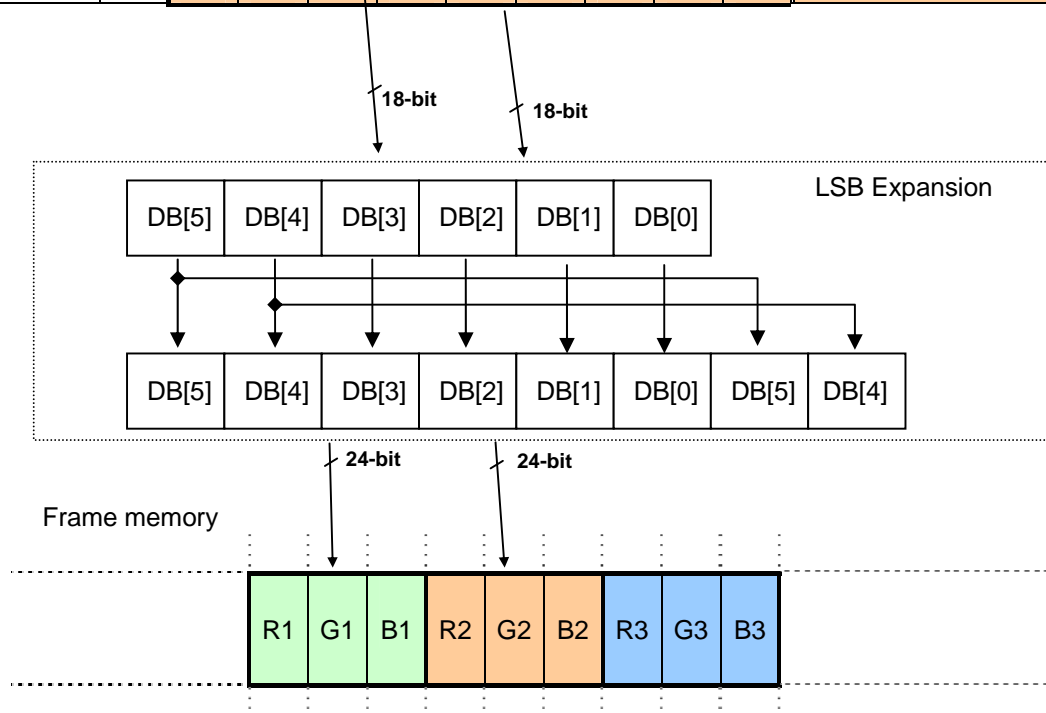 18-bit
18-bit
LSB Expansion
DB[5] DB[4] DB[3] DB[2] DB[1] DB[0]
DB[5] DB[4] DB[3] DB[2] DB[1] DB[0] DB[5] DB[4]
24-bit 24-bit
Frame memory
R1 G1 B1 R2 G2 B2 R3 G3 B3